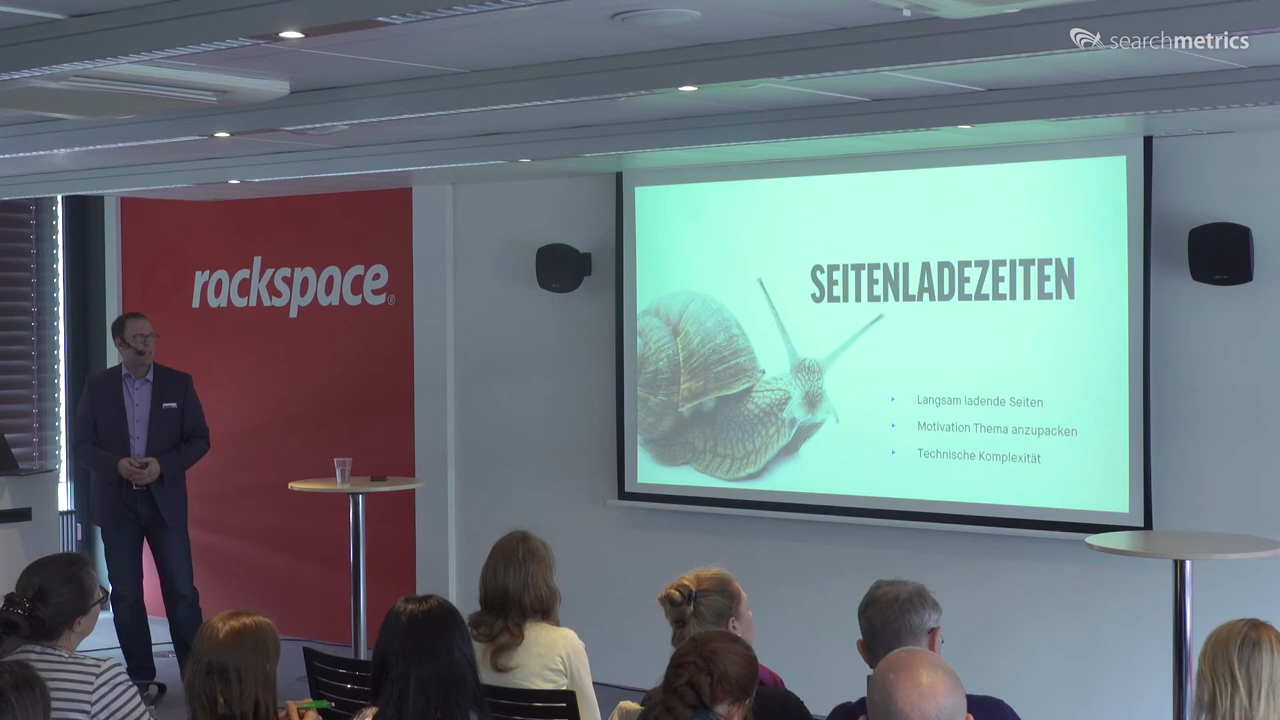 searchmetrics
rackspace®
SEITENLADEZEITEN
Langsam ladende Seiten
Motivation Thema anzupacken
Technische Komplexität